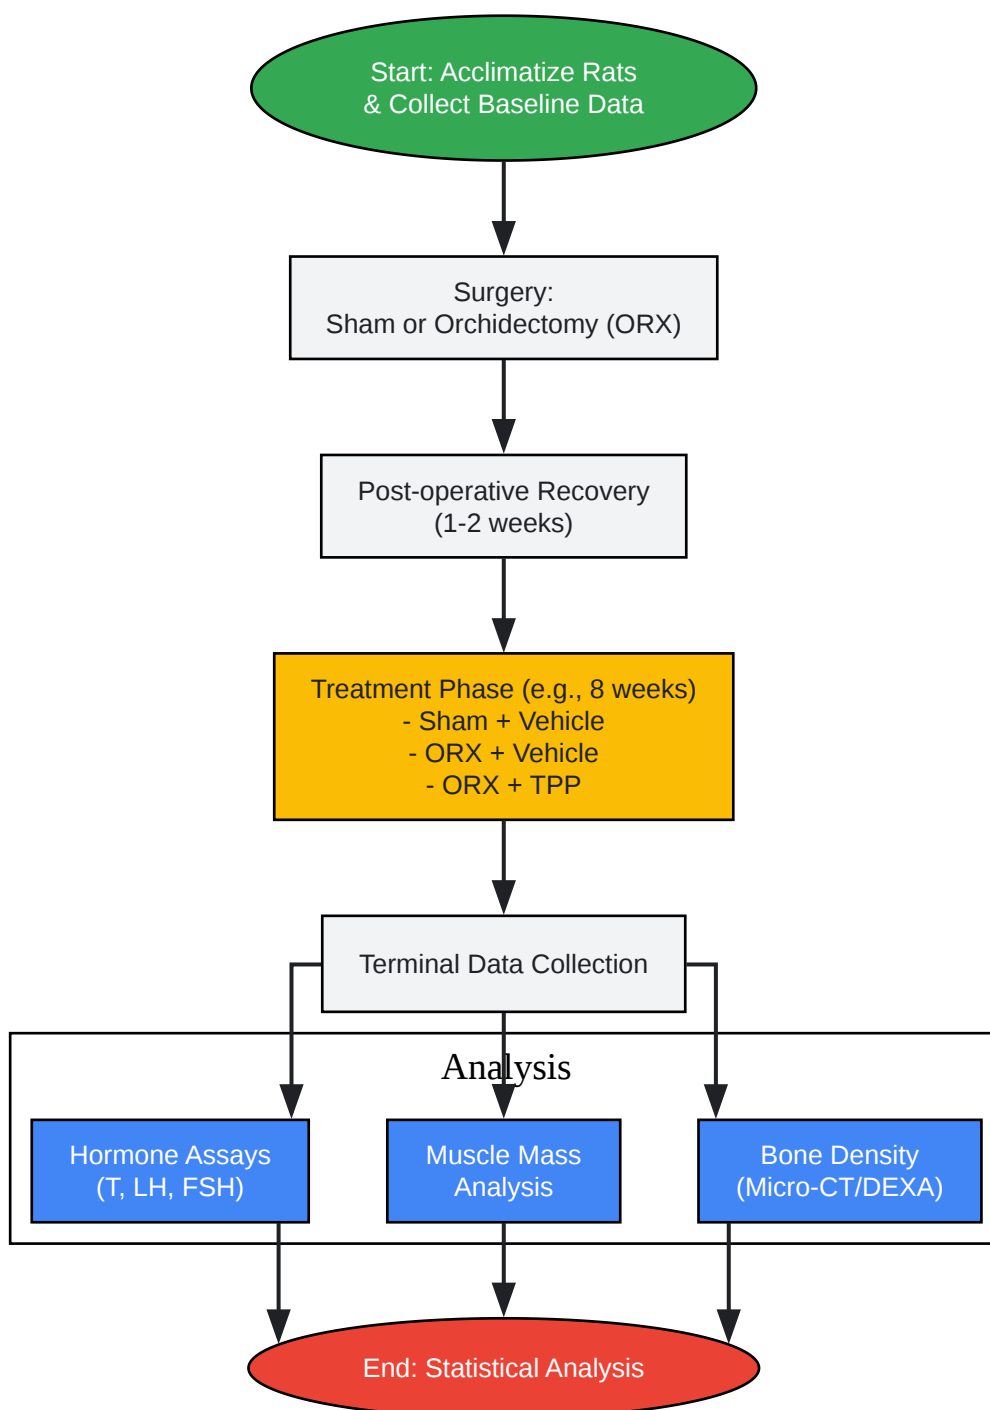 Start: Acclimatize Rats
& Collect Baseline Data
Surgery:
Sham or Orchidectomy (ORX)
Post-operative Recovery
(1-2 weeks)
Treatment Phase (e.g., 8 weeks)
- Sham + Vehicle
- ORX + Vehicle
- ORX + TPP
Terminal Data Collection
Analysis
Hormone Assays
(T, LH, FSH)
Muscle Mass
Analysis
Bone Density
(Micro-CT/DEXA)
End: Statistical Analysis